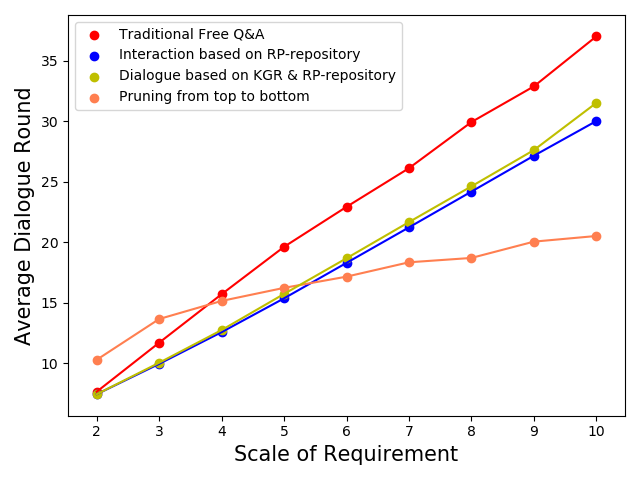 Traditional Free Q&A
Interaction based on RP-repository
Dialogue based on KGR & RP-repository
Pruning from top to bottom
Average Dialogue Round
35
30
25
20
15
10
2 3 4 5 6 7 8 9 10
Scale of Requirement